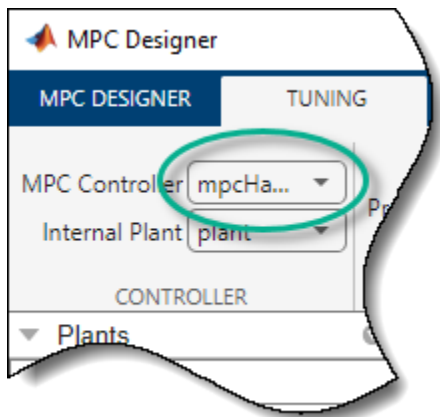 MPC Designer
MPC DESIGNER TUNING
MPC Controller mpcHa...
Internal Plant plant
CONTROLLER
Plants